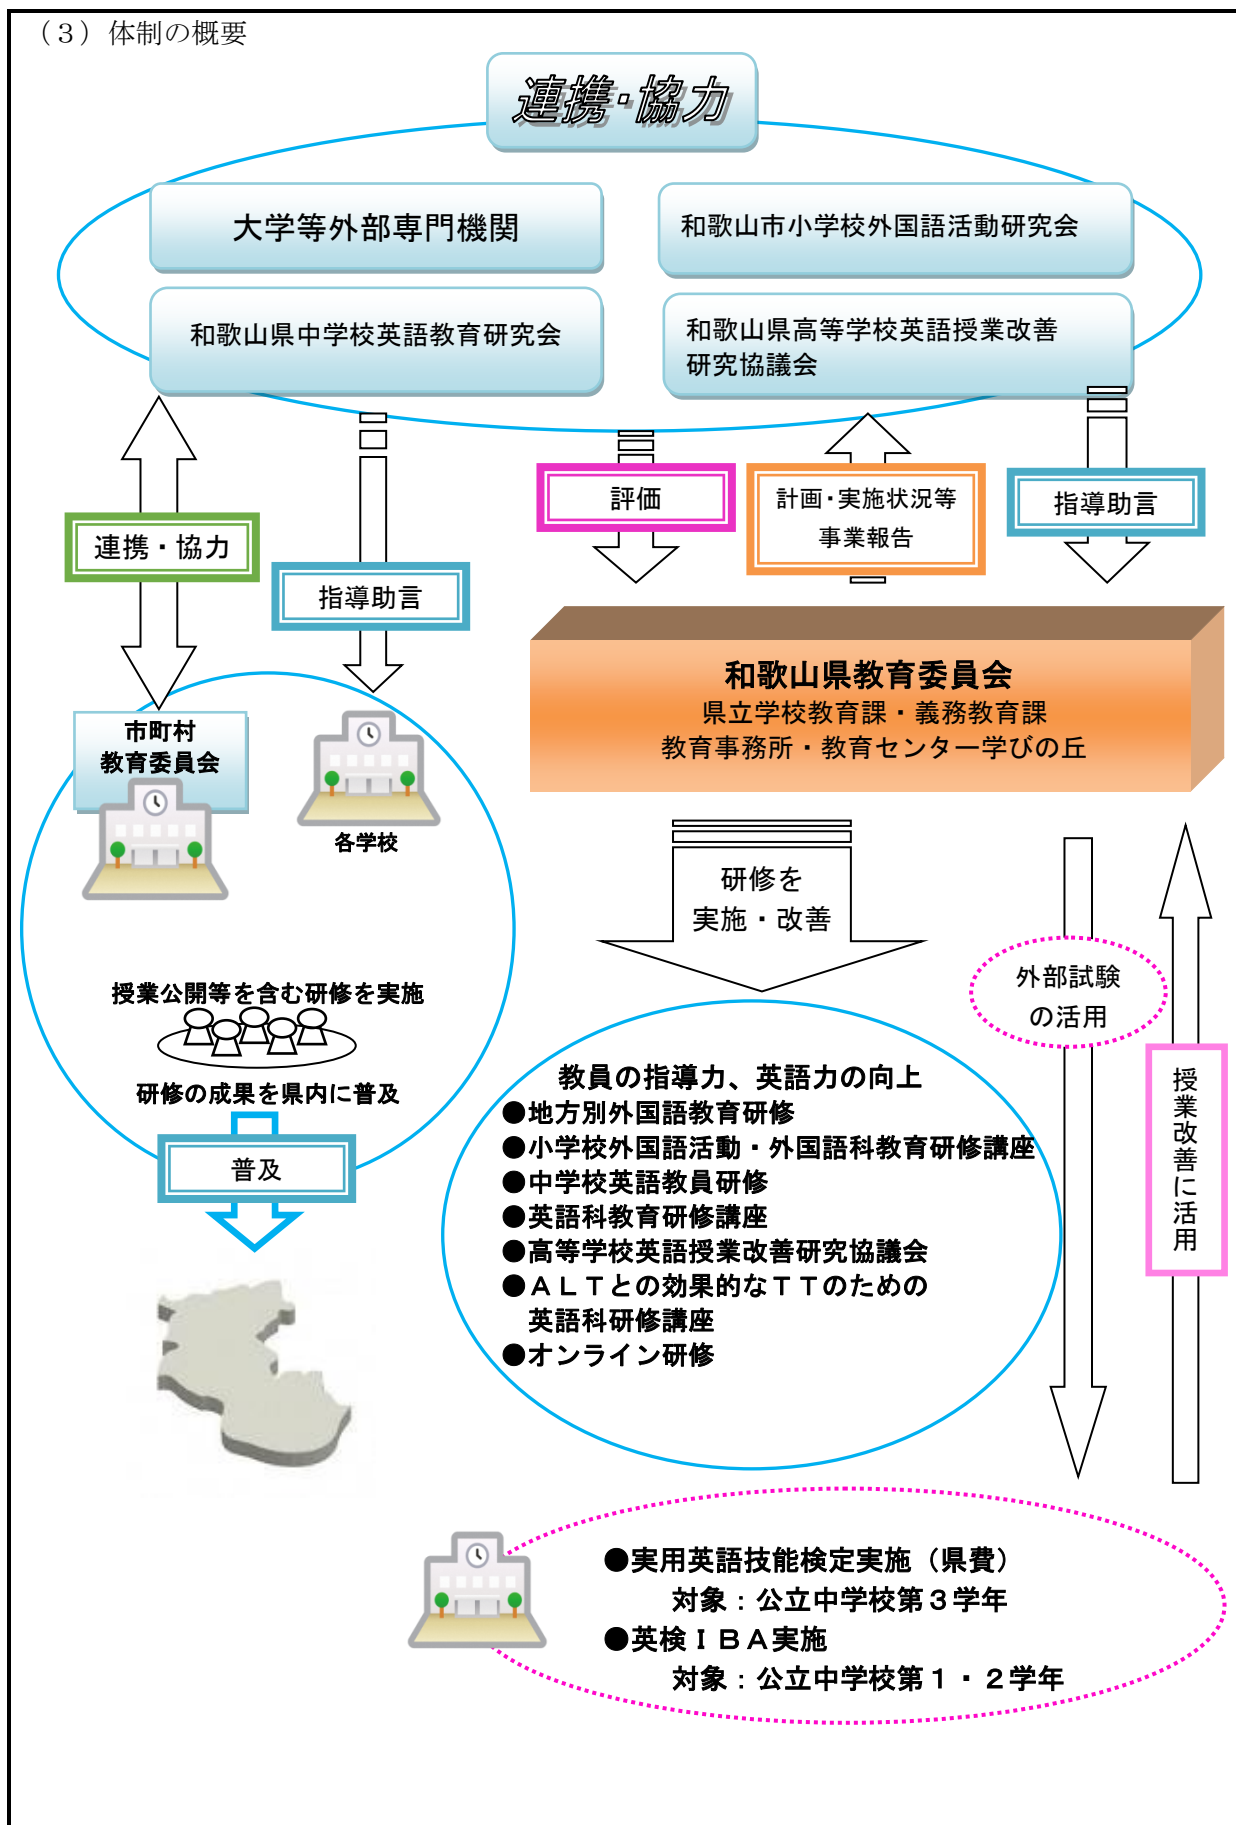 （３）体制の概要
連携・協力
大学等外部専門機関
和歌山市小学校外国語活動研究会
和歌山県中学校英語教育研究会
和歌山県高等学校英語授業改善
研究協議会
連携・協力
指導助言
評価
計画・実施状況等
事業報告
指導助言
和歌山県教育委員会
県立学校教育課・義務教育課
教育事務所・教育センター学びの丘
市町村
教育委員会
各学校
授業公開等を含む研修を実施
研修の成果を県内に普及
普及
研修を
実施・改善
外部試験
の活用
授業改善に活用
教員の指導力、英語力の向上
●地方別外国語教育研修
●小学校外国語活動・外国語科教育研修講座
●中学校英語教員研修
●英語科教育研修講座
●高等学校英語授業改善研究協議会
●ＡＬＴとの効果的なＴＴのための
英語科研修講座
●オンライン研修
●実用英語技能検定実施（県費）
対象：公立中学校第３学年
●英検ＩＢＡ実施
対象：公立中学校第１・２学年